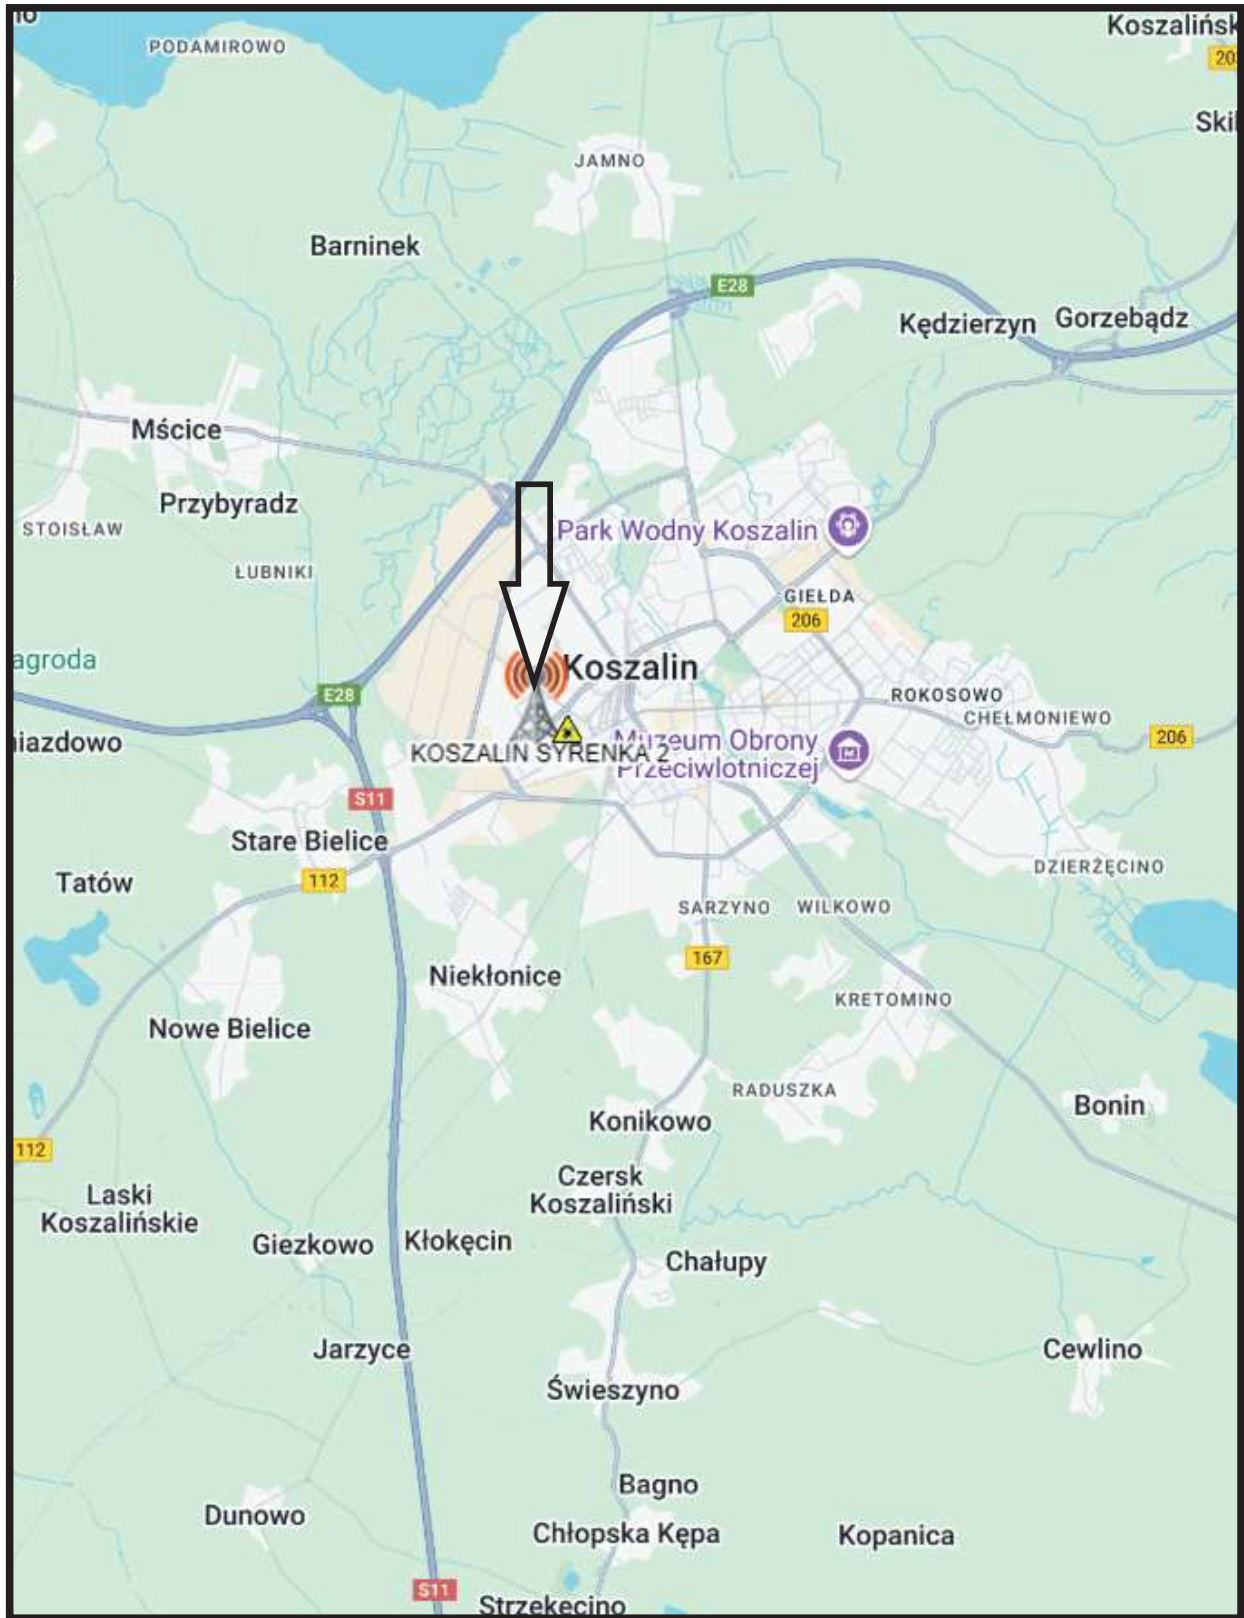 Koszalińsk
PODAMIROWO
20
Ski
JAMNO
Barninek
E28
Kędzierzyn
Gorzebądz
Mścice
Przybyradz
STOISŁAW
Park Wodny Koszalin
ŁUBNIKI
GIEŁDA
206
agroda
Koszalin
E28
ROKOSOWO
CHEŁMONIEWO
206
niazdowo
KOSZALIN SYRENKA 2
Muzeum Obrony
Przeciwlotniczej
S11
Stare Bielice
112
Tatów
DZIERŻĘCINO
SARZYNO
WILKOWO
167
Niekłonice
KRETOMINO
Nowe Bielice
RADUSZKA
Bonin
Konikowo
112
Czersk
Koszaliński
Laski
Koszalińskie
Giezkowo
Kłokęcin
Chałupy
Jarzyce
Cewlino
Świeszyno
Bagno
Dunowo
Chłopska Kępa
Kopanica
S11
Strzekęcino